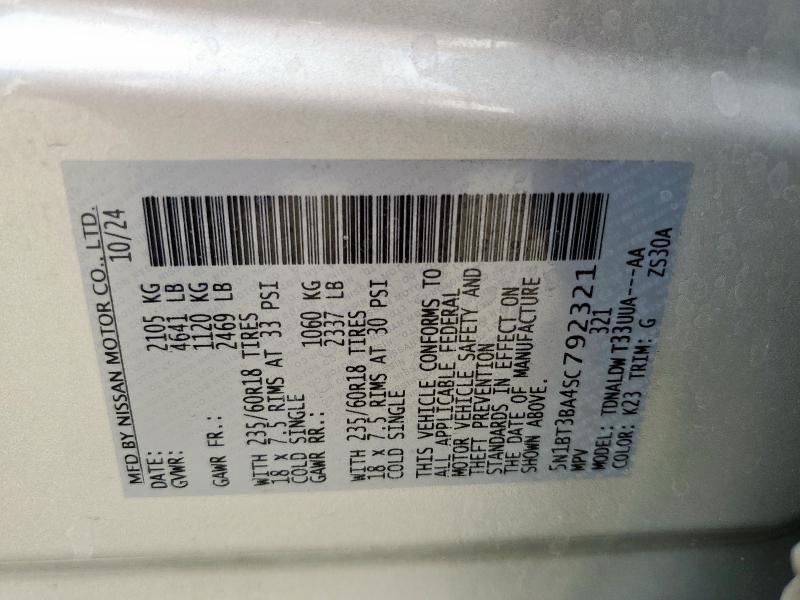 MFD BY NISSAN MOTOR CO., LTD.
DATE: 10/24
GVWR: 2105 KG
4641 LB
GAWR FR.: 1120 KG
2469 LB
WITH 235/60R18 TIRES
18 X 7.5 RIMS AT 33 PSI
COLD SINGLE
GAWR RR.: 1060 KG
2337 LB
WITH 235/60R18 TIRES
18 X 7.5 RIMS AT 30 PSI
COLD SINGLE
THIS VEHICLE CONFORMS TO
ALL APPLICABLE FEDERAL
MOTOR VEHICLE SAFETY AND
THEFT PREVENTION
STANDARDS IN EFFECT ON
THE DATE OF MANUFACTURE
SHOWN ABOVE.
5N1BT3BA4SC792321
MPV 321
MODEL: TDNALDWT33UUA---AA
COLOR: K23 TRIM: G ZS30A